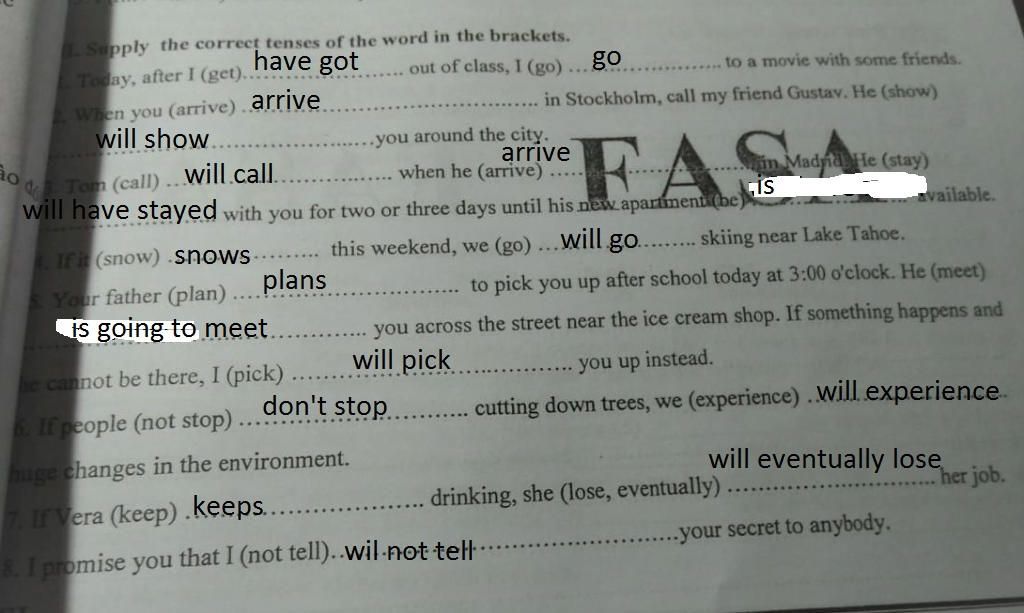 1. Supply the correct tenses of the word in the brackets.
1. Today, after I (get)..have got.......... out of class, I (go) ...go.................. to a movie with some friends.
2. When you (arrive) .arrive.................................. in Stockholm, call my friend Gustav. He (show)
will show........................you around the city.
3. Tom (call) ...will call.................. when he (arrive) .....arrive............... in Madrid. He (stay)
will have stayed with you for two or three days until his new apartment (be) is available.
4. If it (snow) .snows.......... this weekend, we (go) ...will go......... skiing near Lake Tahoe.
5. Your father (plan) ....plans............................ to pick you up after school today at 3:00 o'clock. He (meet)
is going to meet............. you across the street near the ice cream shop. If something happens and
he cannot be there, I (pick) .......will pick.................. you up instead.
6. If people (not stop) ...don't stop........... cutting down trees, we (experience) ..will experience..
huge changes in the environment.
7. If Vera (keep) .keeps.................... drinking, she (lose, eventually) will eventually lose........................... her job.
8. I promise you that I (not tell)..wil not tell..........................your secret to anybody.
FASA